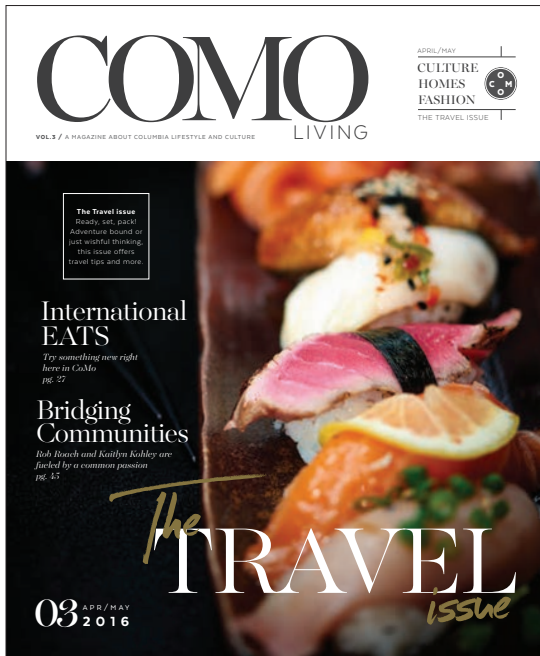 COMO
LIVING
VOL.3 / A MAGAZINE ABOUT COLUMBIA LIFESTYLE AND CULTURE
APRIL/MAY
CULTURE
HOMES
FASHION
THE TRAVEL ISSUE
COMO
The Travel issue
Ready, set, pack!
Adventure bound or
just wishful thinking,
this issue offers
travel tips and more.
International
EATS
Try something new right
here in CoMo
pg. 27
Bridging
Communities
Rob Roach and Kaitlyn Kohley are
fueled by a common passion
pg. 45
The
TRAVEL
issue
03 APR/MAY
2016